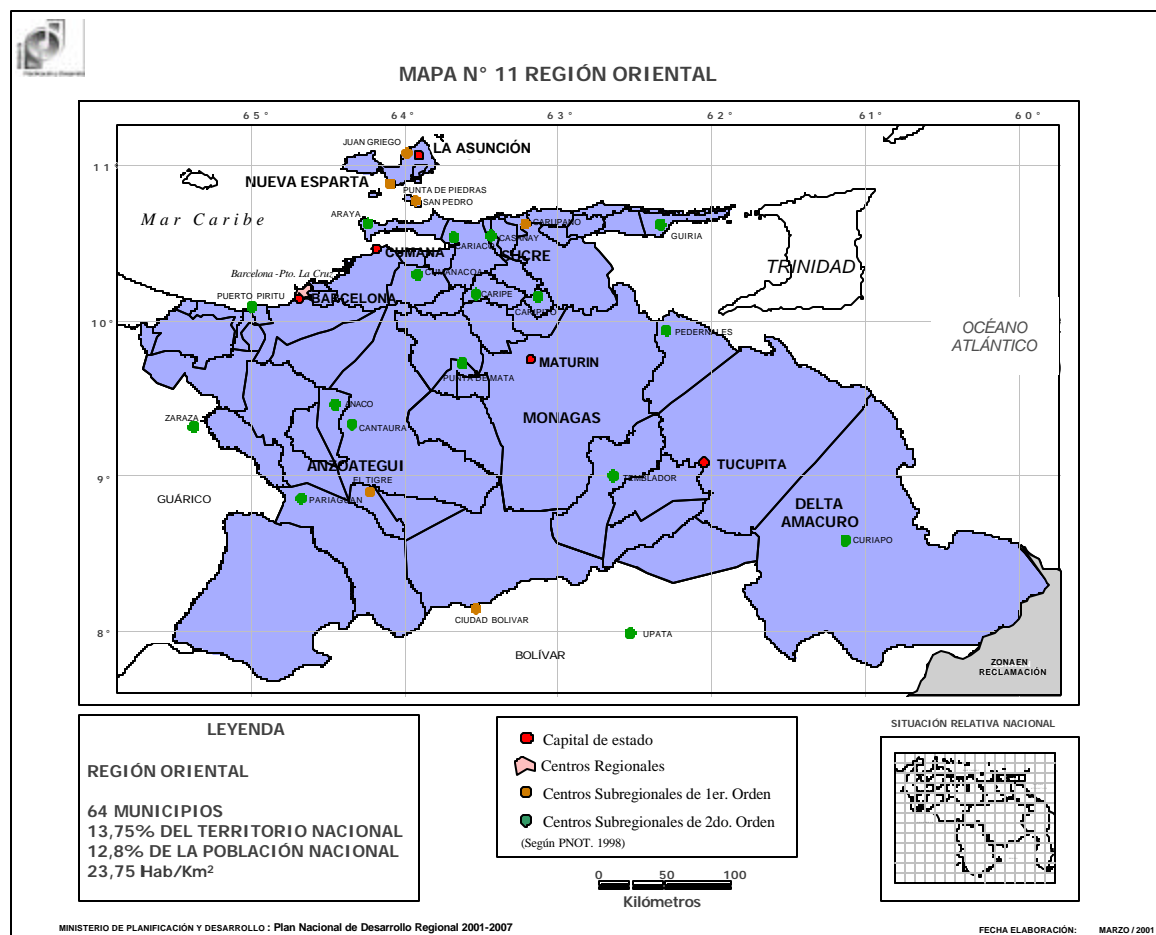 MAPA N° 11 REGIÓN ORIENTAL
65°
64°
63°
62°
61°
60°
11°
10°
9°
8°
JUAN GRIEGO
LA ASUNCIÓN
NUEVA ESPARTA
PUNTA DE PIEDRAS
SAN PEDRO
Mar Caribe
ARAYA
CARUPANO
GUIRIA
CARIACO
CASANAY
SUCRE
CUMANA
TRINIDAD
Barcelona -Pto. La Cruz
CUMANACOA
PUERTO PIRITU
BARCELONA
CARIPE
CARIPITO
OCÉANO
ATLÁNTICO
PEDERNALES
MATURIN
PUNTA DE MATA
ANACO
ZARAZA
CANTAURA
MONAGAS
ANZOATEGUI
EL TIGRE
TUCUPITA
TEMBLADOR
GUÁRICO
PARIAGUAN
DELTA
AMACURO
CURIAPO
CIUDAD BOLIVAR
UPATA
BOLÍVAR
ZONA EN
RECLAMACIÓN
LEYENDA
REGIÓN ORIENTAL
64 MUNICIPIOS
13,75% DEL TERRITORIO NACIONAL
12,8% DE LA POBLACIÓN NACIONAL
23,75 Hab/Km²
Capital de estado
Centros Regionales
Centros Subregionales de 1er. Orden
Centros Subregionales de 2do. Orden
(Según PNOT. 1998)
0 50 100
Kilómetros
SITUACIÓN RELATIVA NACIONAL
MINISTERIO DE PLANIFICACIÓN Y DESARROLLO : Plan Nacional de Desarrollo Regional 2001-2007
FECHA ELABORACIÓN: MARZO / 2001